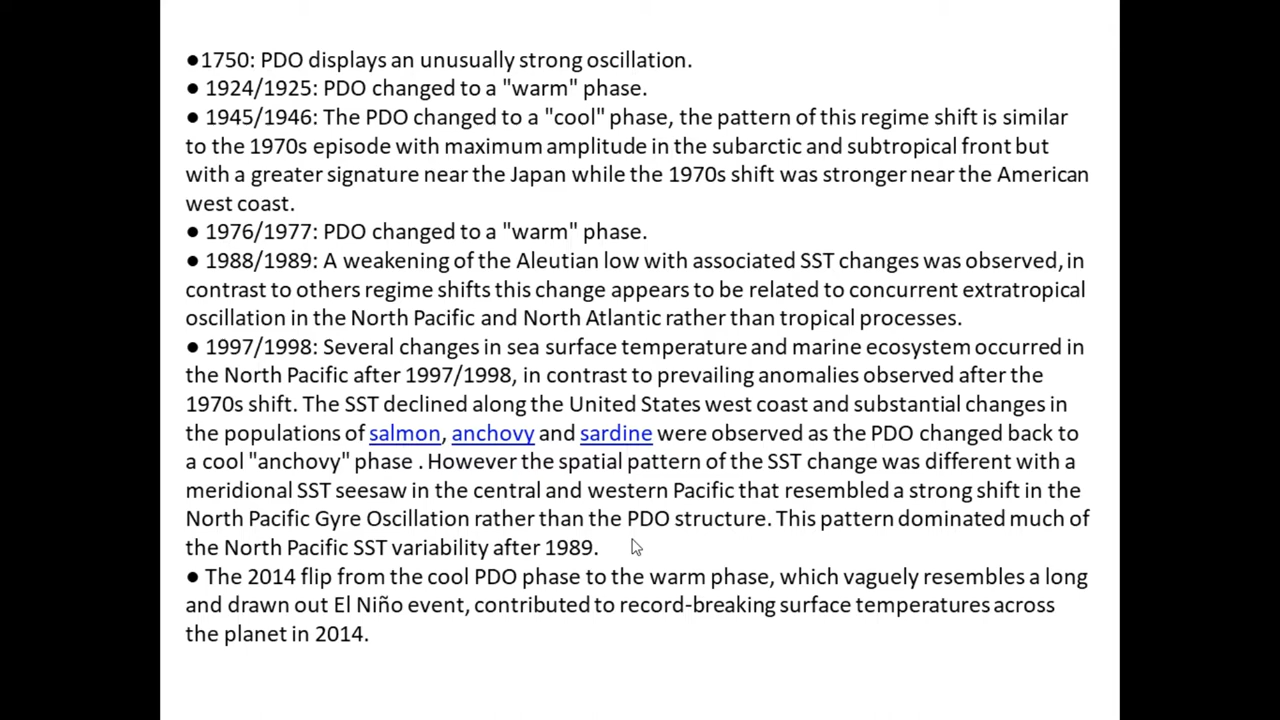 ●1750: PDO displays an unusually strong oscillation.
● 1924/1925: PDO changed to a "warm" phase.
● 1945/1946: The PDO changed to a "cool" phase, the pattern of this regime shift is similar
to the 1970s episode with maximum amplitude in the subarctic and subtropical front but
with a greater signature near the Japan while the 1970s shift was stronger near the American
west coast.
● 1976/1977: PDO changed to a "warm" phase.
● 1988/1989: A weakening of the Aleutian low with associated SST changes was observed, in
contrast to others regime shifts this change appears to be related to concurrent extratropical
oscillation in the North Pacific and North Atlantic rather than tropical processes.
● 1997/1998: Several changes in sea surface temperature and marine ecosystem occurred in
the North Pacific after 1997/1998, in contrast to prevailing anomalies observed after the
1970s shift. The SST declined along the United States west coast and substantial changes in
the populations of salmon, anchovy and sardine were observed as the PDO changed back to
a cool "anchovy" phase . However the spatial pattern of the SST change was different with a
meridional SST seesaw in the central and western Pacific that resembled a strong shift in the
North Pacific Gyre Oscillation rather than the PDO structure. This pattern dominated much of
the North Pacific SST variability after 1989.
● The 2014 flip from the cool PDO phase to the warm phase, which vaguely resembles a long
and drawn out El Niño event, contributed to record-breaking surface temperatures across
the planet in 2014.